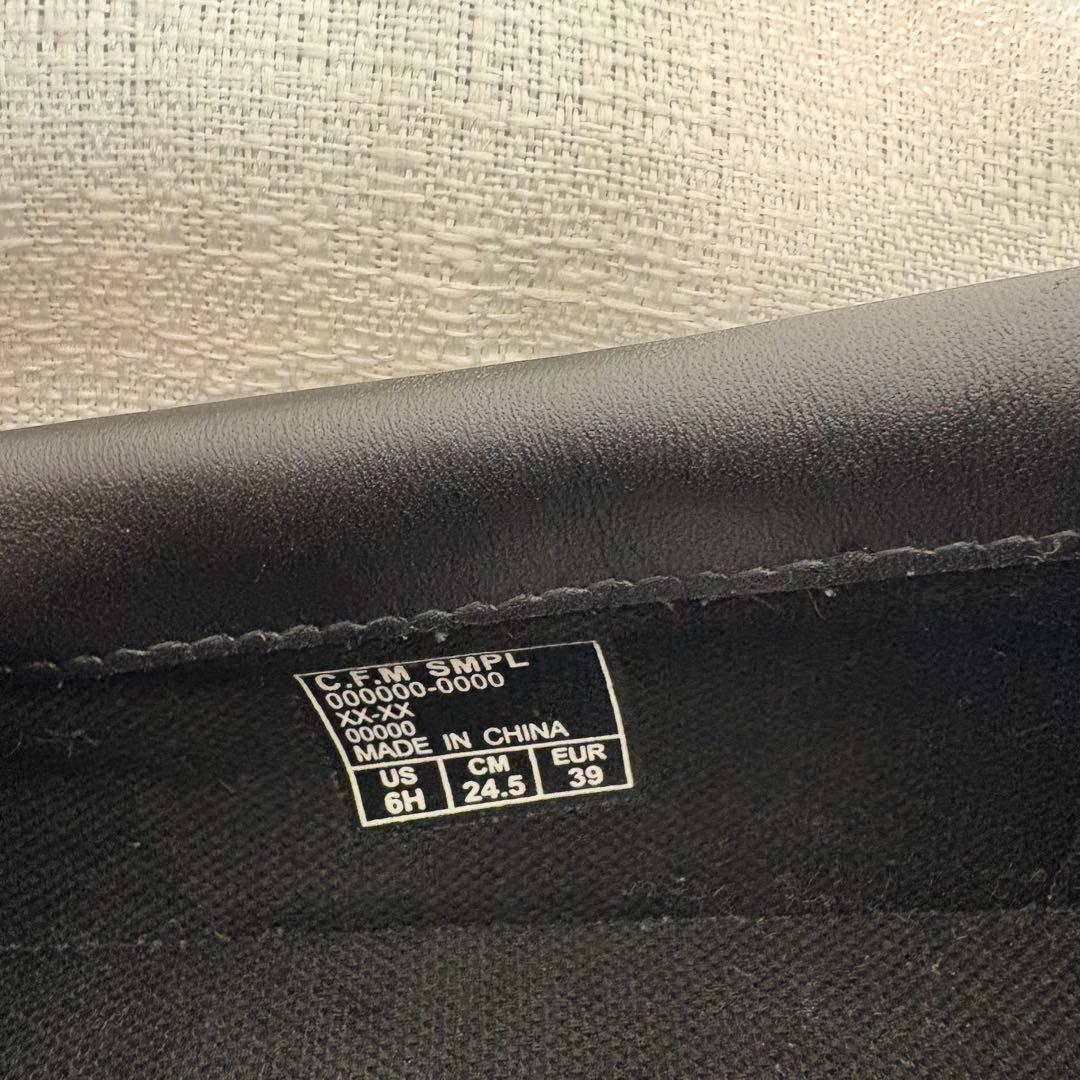 C.F.M SMPL
000000-0000
XX-XX
00000
MADE IN CHINA
US CM EUR
6H 24.5 39